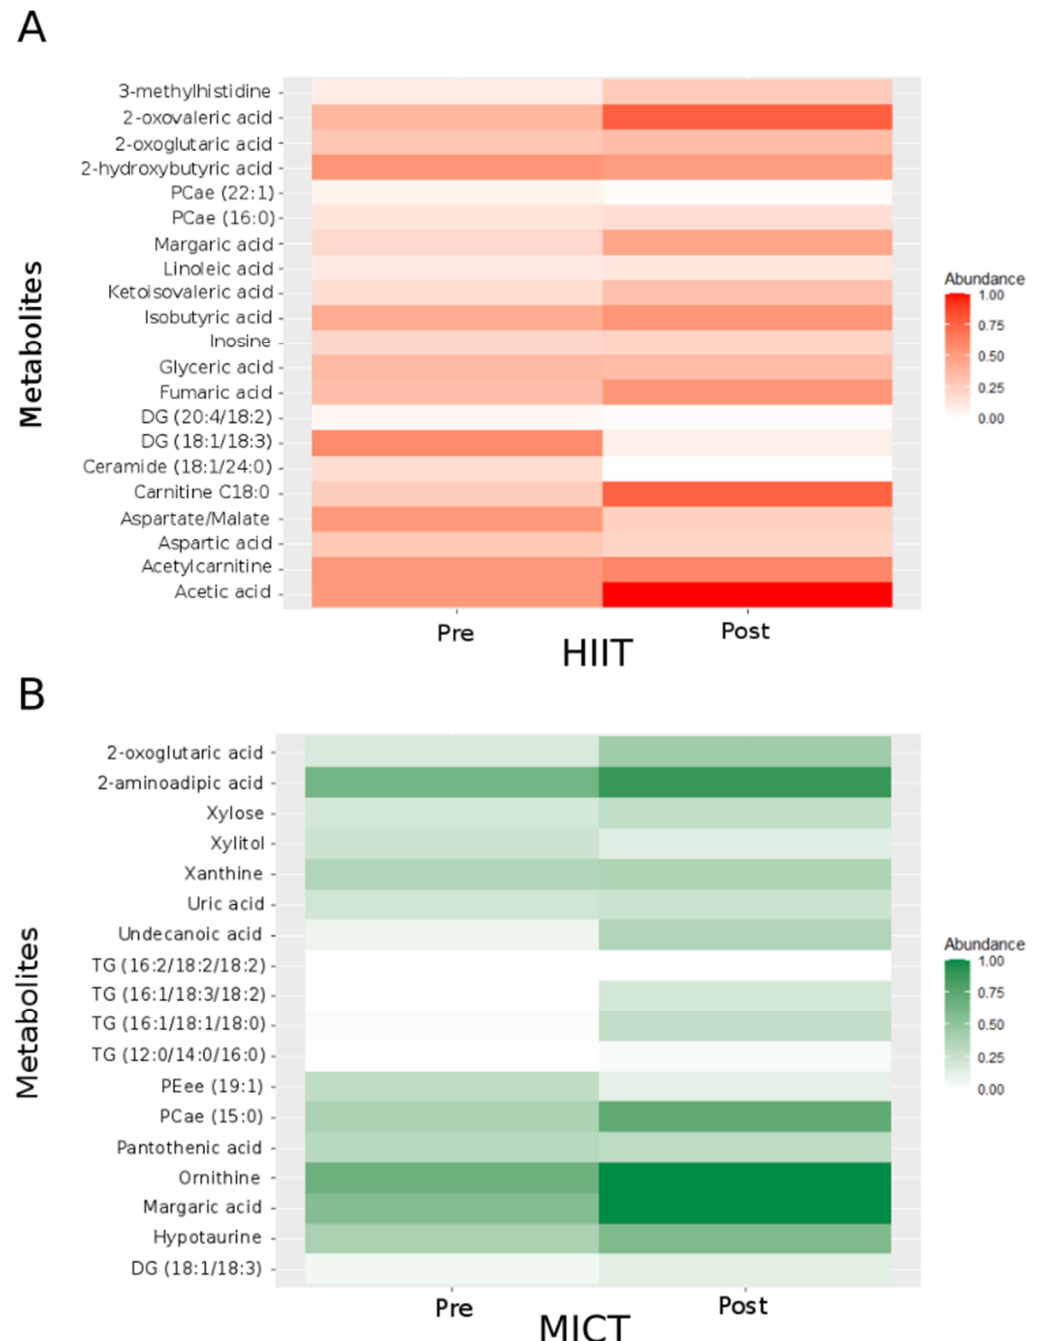 A
Metabolites
3-methylhistidine
2-oxovaleric acid
2-oxoglutaric acid
2-hydroxybutyric acid
PCae (22:1)
PCae (16:0)
Margaric acid
Linoleic acid
Ketoisovaleric acid
Isobutyric acid
Inosine
Glyceric acid
Fumaric acid
DG (20:4/18:2)
DG (18:1/18:3)
Ceramide (18:1/24:0)
Carnitine C18:0
Aspartate/Malate
Aspartic acid
Acetylcarnitine
Acetic acid
Abundance
1.00
0.75
0.50
0.25
0.00
Pre Post
HIIT
B
Metabolites
2-oxoglutaric acid
2-aminoadipic acid
Xylose
Xylitol
Xanthine
Uric acid
Undecanoic acid
TG (16:2/18:2/18:2)
TG (16:1/18:3/18:2)
TG (16:1/18:1/18:0)
TG (12:0/14:0/16:0)
PEee (19:1)
PCae (15:0)
Pantothenic acid
Ornithine
Margaric acid
Hypotaurine
DG (18:1/18:3)
Abundance
1.00
0.75
0.50
0.25
0.00
Pre Post
MICT